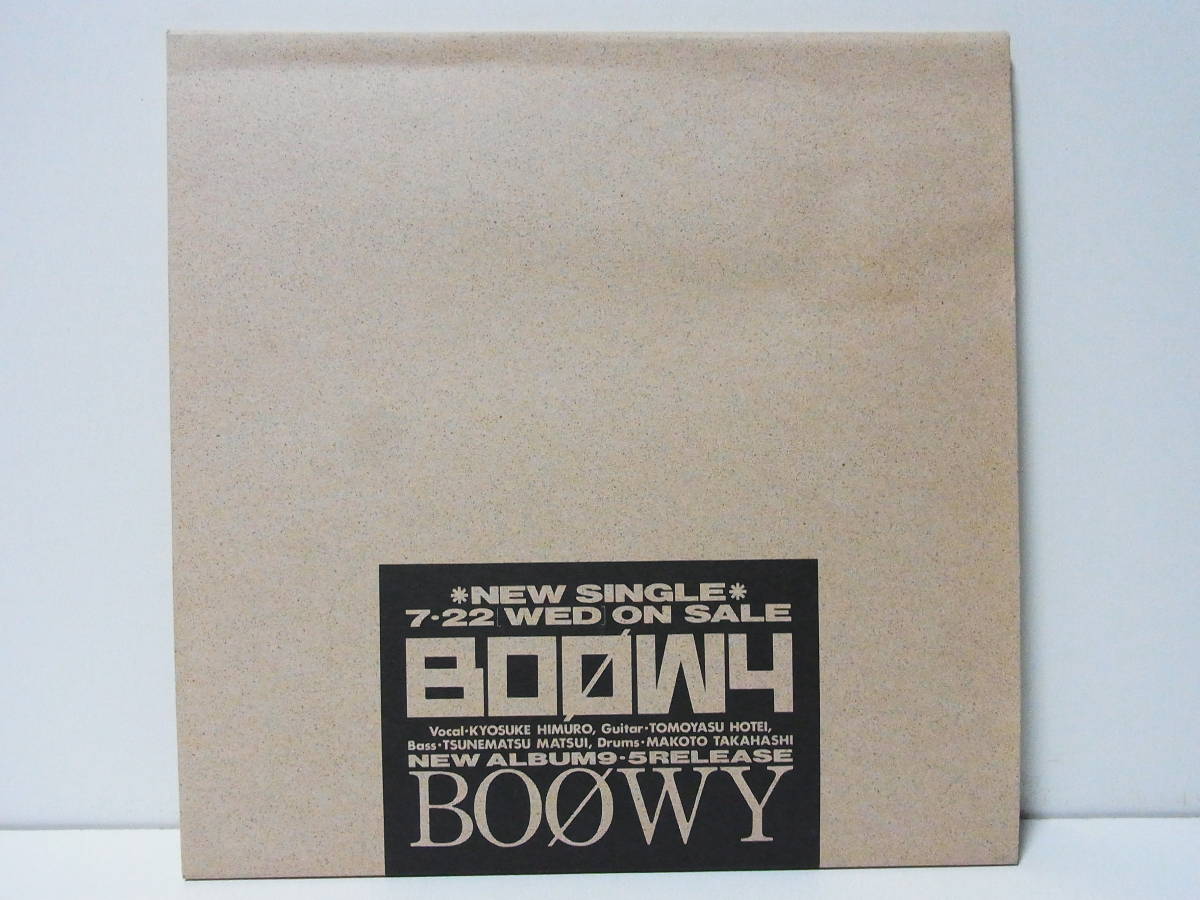 *NEW SINGLE*
7·22[WED]ON SALE
BOØWY
Vocal·KYOSUKE HIMURO, Guitar·TOMOYASU HOTEI,
Bass·TSUNEMATSU MATSUI, Drums·MAKOTO TAKAHASHI
NEW ALBUM9·5RELEASE
BOØWY